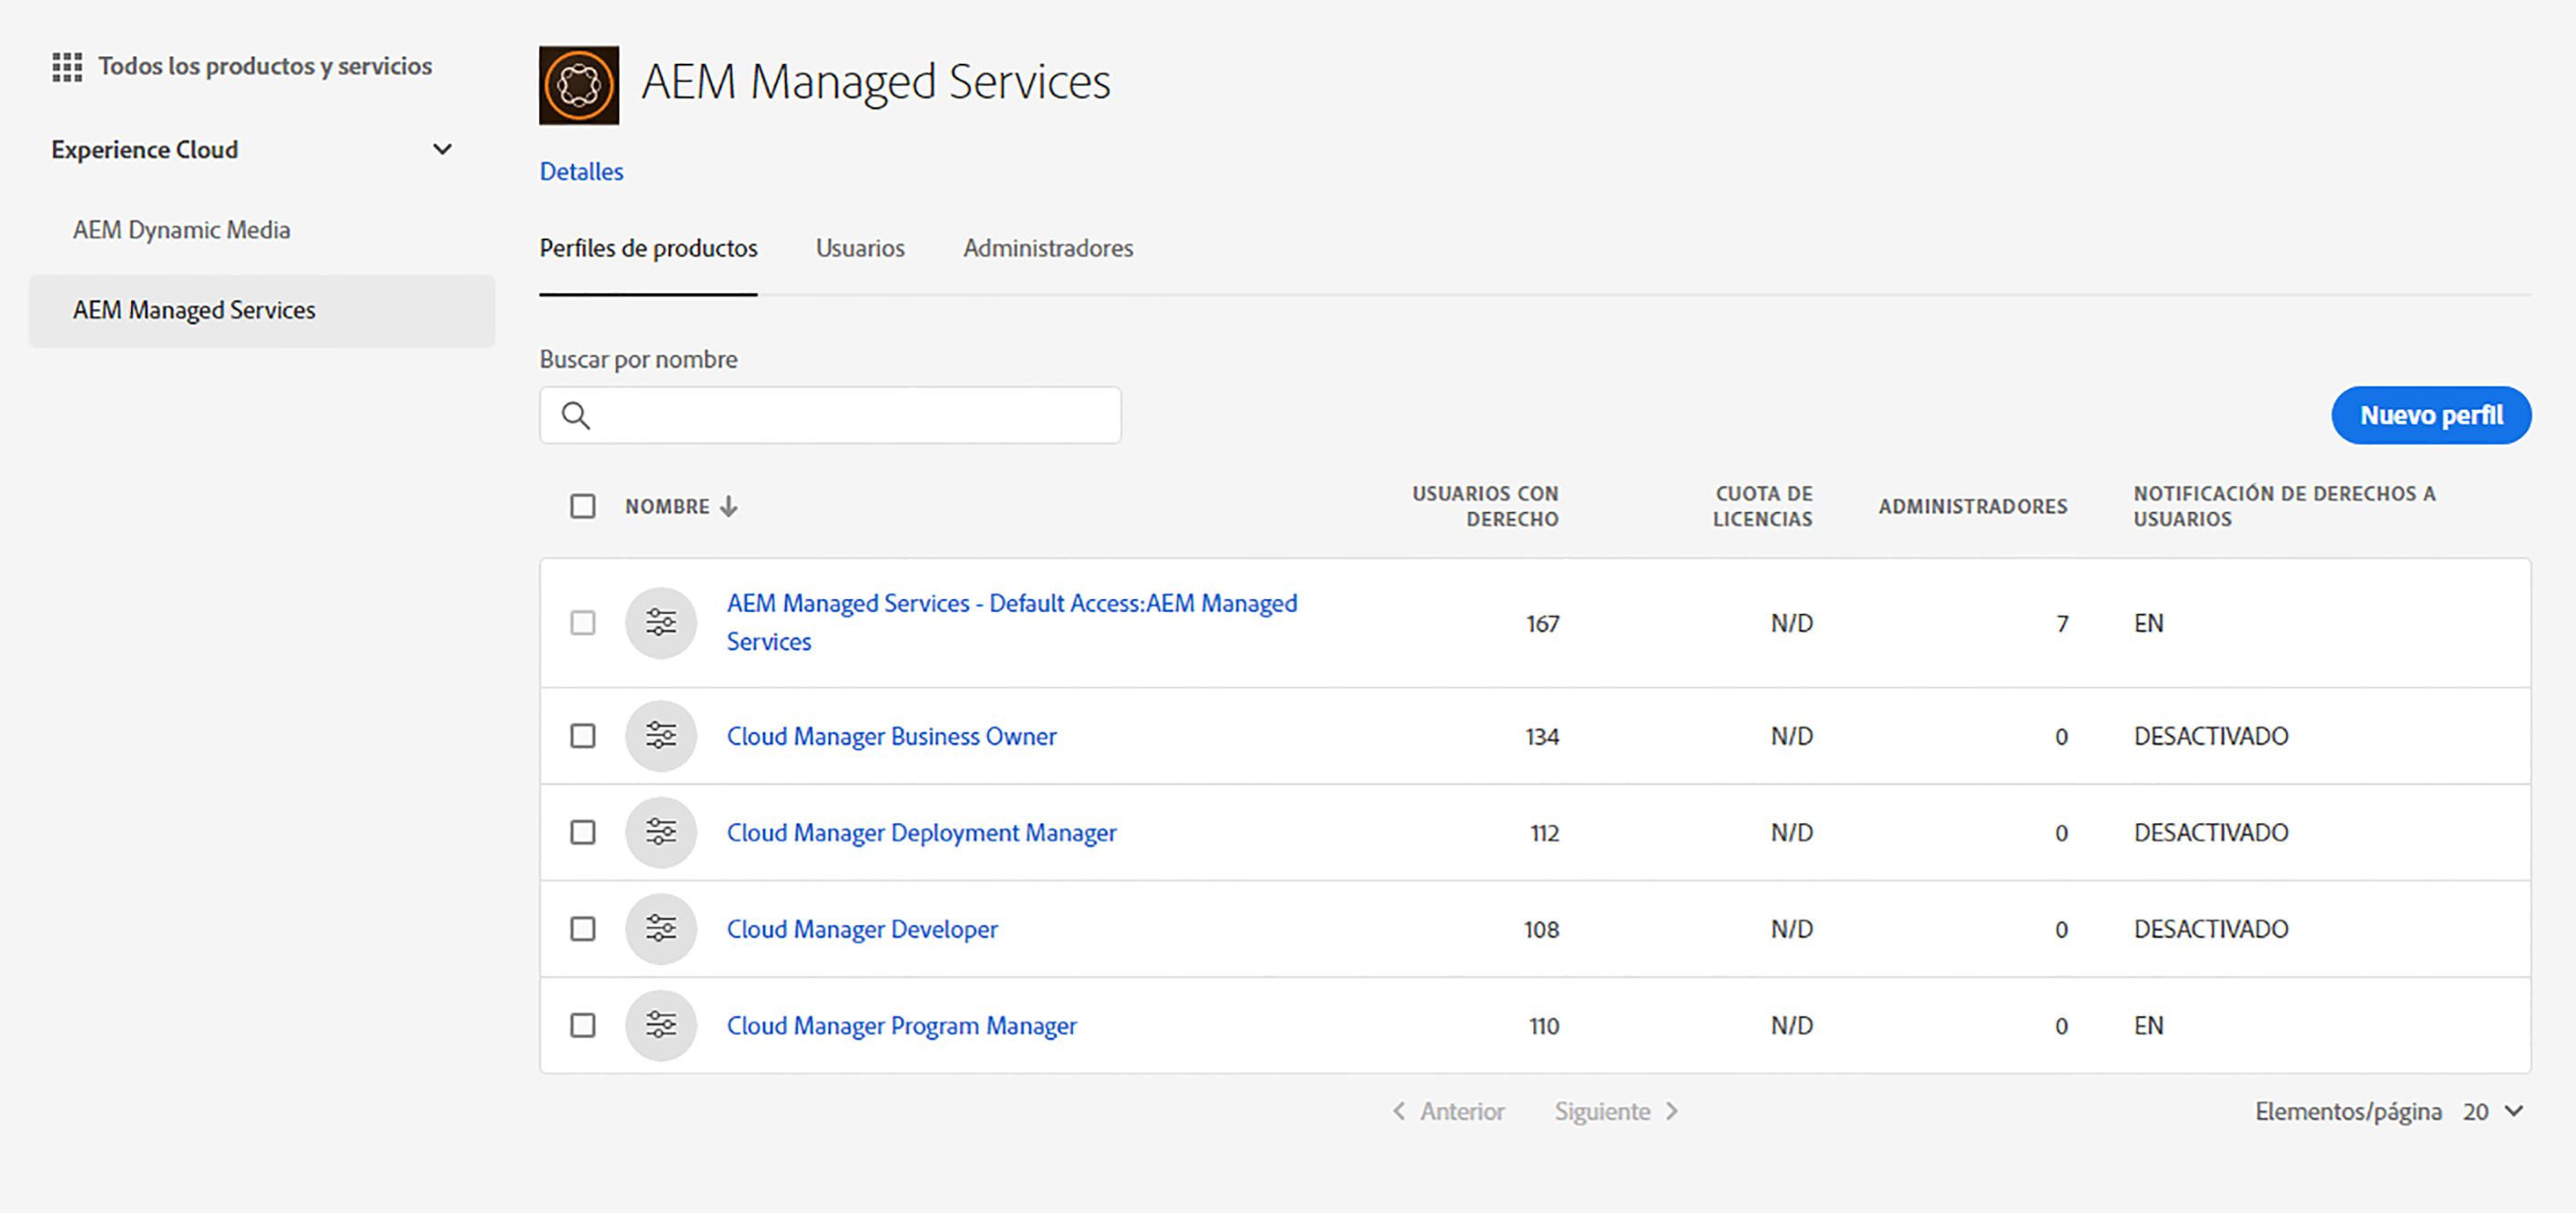 Todos los productos y servicios
Experience Cloud
AEM Dynamic Media
AEM Managed Services
AEM Managed Services
Detalles
Perfiles de productos Usuarios Administradores
Buscar por nombre
Nuevo perfil
NOMBRE USUARIOS CON DERECHO CUOTA DE LICENCIAS ADMINISTRADORES NOTIFICACIÓN DE DERECHOS A USUARIOS
AEM Managed Services - Default Access:AEM Managed
Services 167 N/D 7 EN
Cloud Manager Business Owner 134 N/D 0 DESACTIVADO
Cloud Manager Deployment Manager 112 N/D 0 DESACTIVADO
Cloud Manager Developer 108 N/D 0 DESACTIVADO
Cloud Manager Program Manager 110 N/D 0 EN
Anterior Siguiente Elementos/página 20